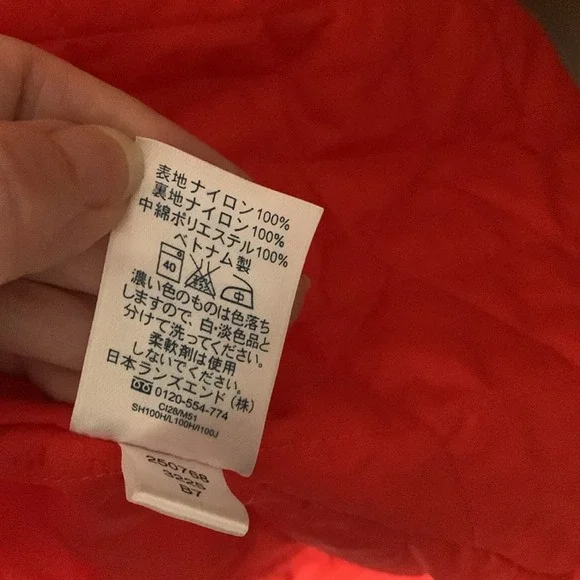 表地ナイロン100%
裏地ナイロン100%
中綿ポリエステル100%
ベトナム製
40 中
濃い色のものは色落ち
しますので、白・淡色品と
分けて洗ってください。
柔軟剤は使用
しないでください。
日本ランズエンド(株)
0120-554-774
CI28/M51
SH100H/L100H/I100J
250768
3225
B7